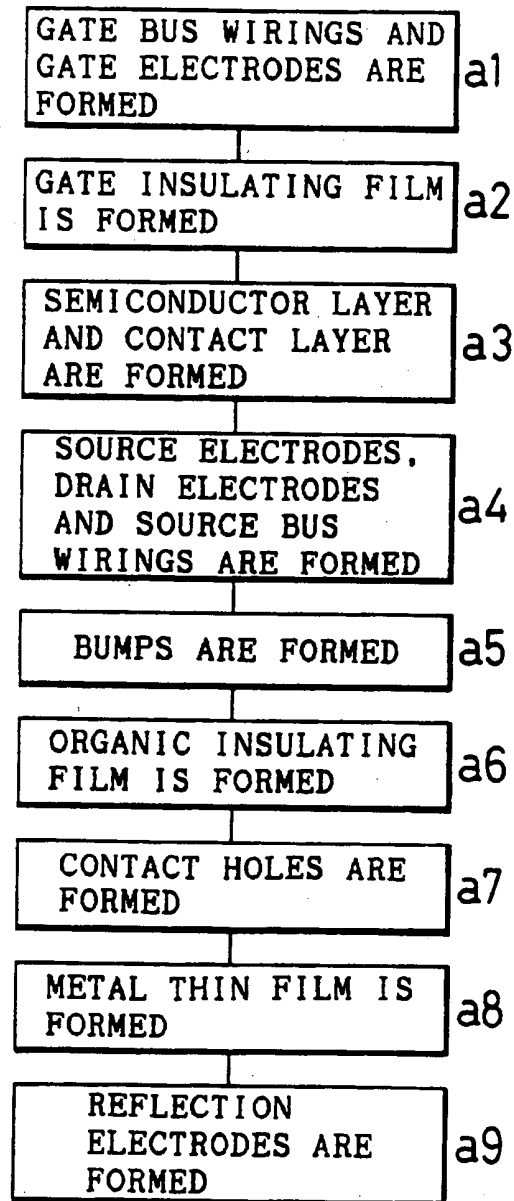 GATE BUS WIRINGS AND
GATE ELECTRODES ARE
FORMED
a1
GATE INSULATING FILM
IS FORMED
a2
SEMICONDUCTOR LAYER
AND CONTACT LAYER
ARE FORMED
a3
SOURCE ELECTRODES,
DRAIN ELECTRODES
AND SOURCE BUS
WIRINGS ARE FORMED
a4
BUMPS ARE FORMED
a5
ORGANIC INSULATING
FILM IS FORMED
a6
CONTACT HOLES ARE
FORMED
a7
METAL THIN FILM IS
FORMED
a8
REFLECTION
ELECTRODES ARE
FORMED
a9